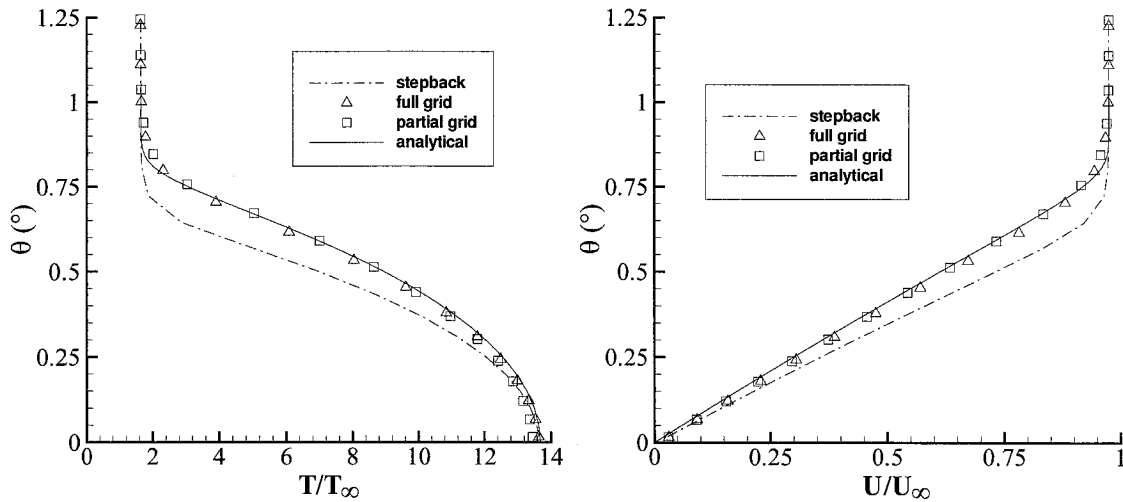 1.25
1
0.75
0.5
0.25
0
θ (°)
0 2 4 6 8 10 12 14
T/T∞
stepback
full grid
partial grid
analytical
1.25
1
0.75
0.5
0.25
0
θ (°)
0 0.25 0.5 0.75 1
U/U∞
stepback
full grid
partial grid
analytical